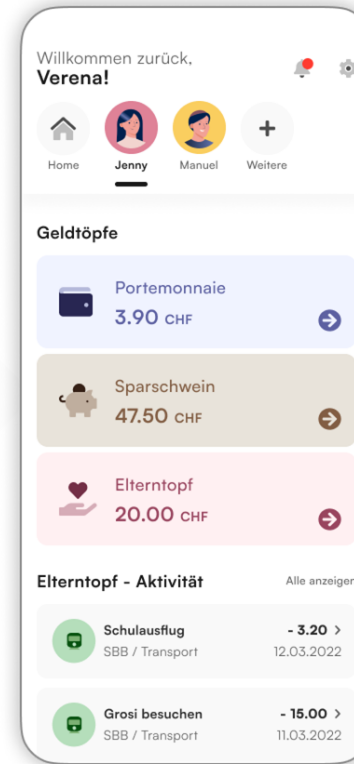 Willkommen zurück,
Verena!
Home
Jenny
Manuel
Weitere
Geldtöpfe
Portemonnaie
3.90 CHF
Sparschwein
47.50 CHF
Elterntopf
20.00 CHF
Elterntopf - Aktivität
Alle anzeigen
Schulausflug
- 3.20
SBB / Transport
12.03.2022
Grosi besuchen
- 15.00
SBB / Transport
11.03.2022